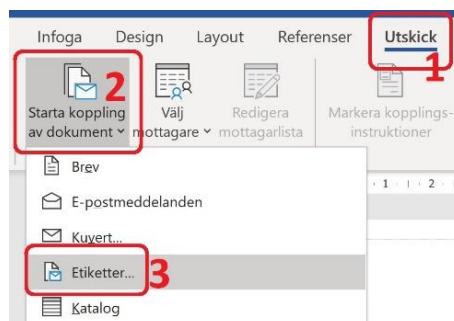 Infoga Design Layout Referenser Utskick
1
2
Starta koppling av dokument
Välj mottagare
Redigera mottagarlista
Markera kopplings-
instruktioner
1 2
Brev
E-postmeddelanden
Kuvert...
Etiketter...
3
Katalog